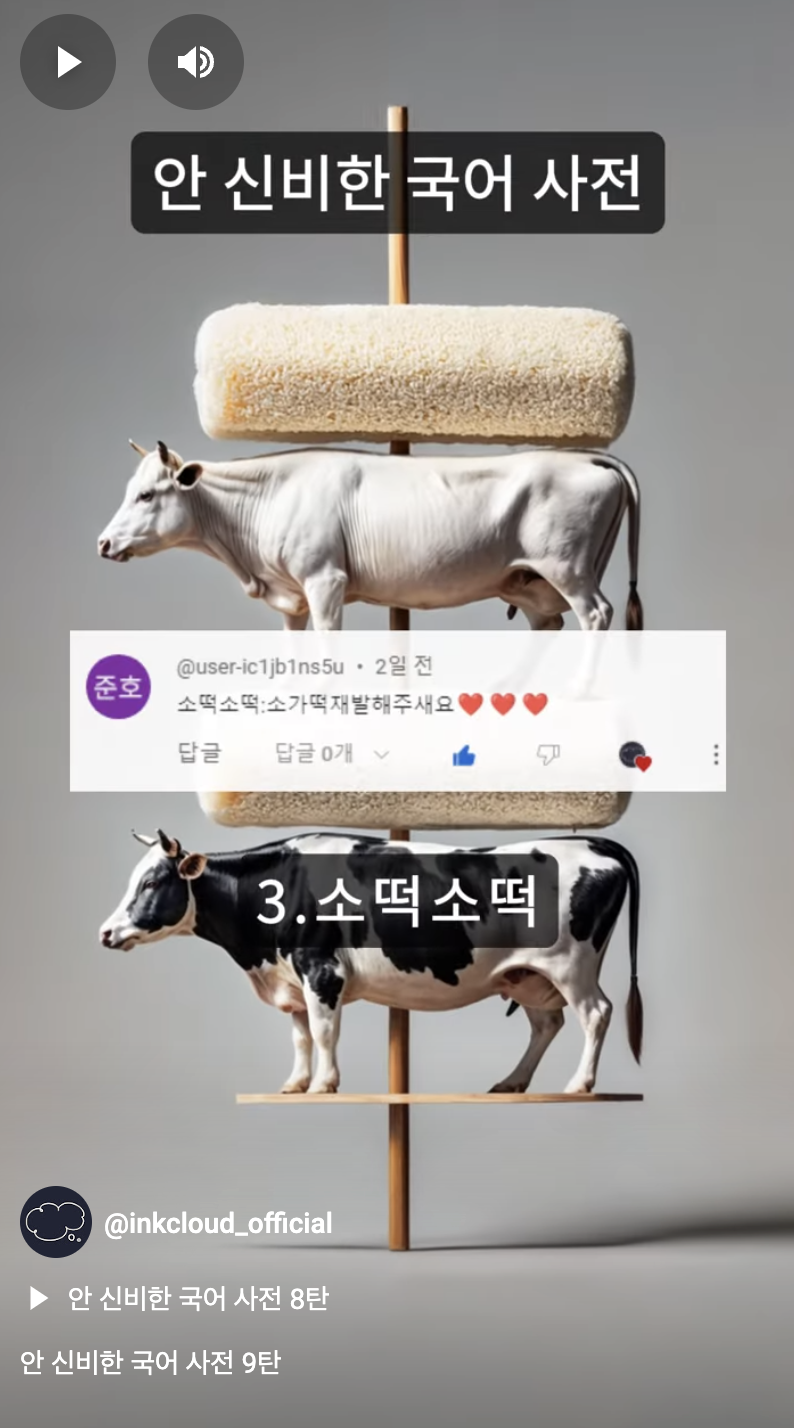 안 신비한 국어 사전
준호
@user-ic1jb1ns5u • 2일 전
소떡소떡:소가떡재발해주새요❤️❤️❤️
답글 답글 0개
3.소떡소떡
@inkcloud_official
안 신비한 국어 사전 8탄
안 신비한 국어 사전 9탄